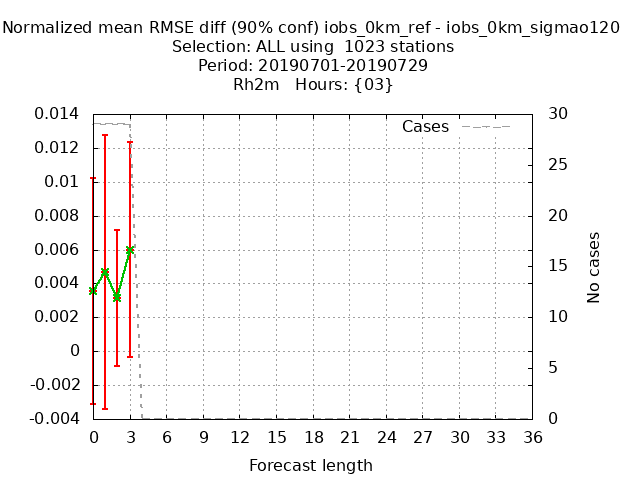 Normalized mean RMSE diff (90% conf) iobs_0km_ref - iobs_0km_sigmao120
Selection: ALL using  1023 stations
Period: 20190701-20190729
Rh2m   Hours: {03}
0.014
0.012
0.01
0.008
0.006
0.004
0.002
0
-0.002
-0.004
Cases
30
25
20
15
10
5
0
No cases
0 3 6 9 12 15 18 21 24 27 30 33 36
Forecast length